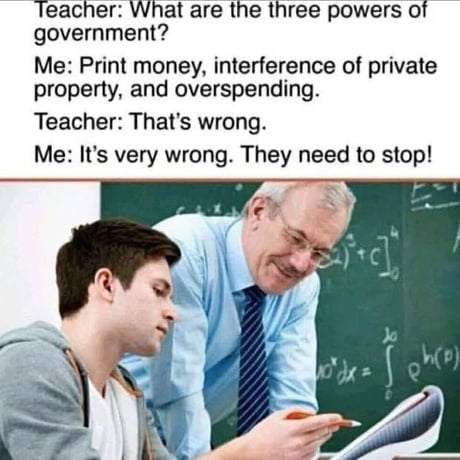 Teacher: What are the three powers of
government?
Me: Print money, interference of private
property, and overspending.
Teacher: That's wrong.
Me: It's very wrong. They need to stop!
)+c]
dx = ∫ e